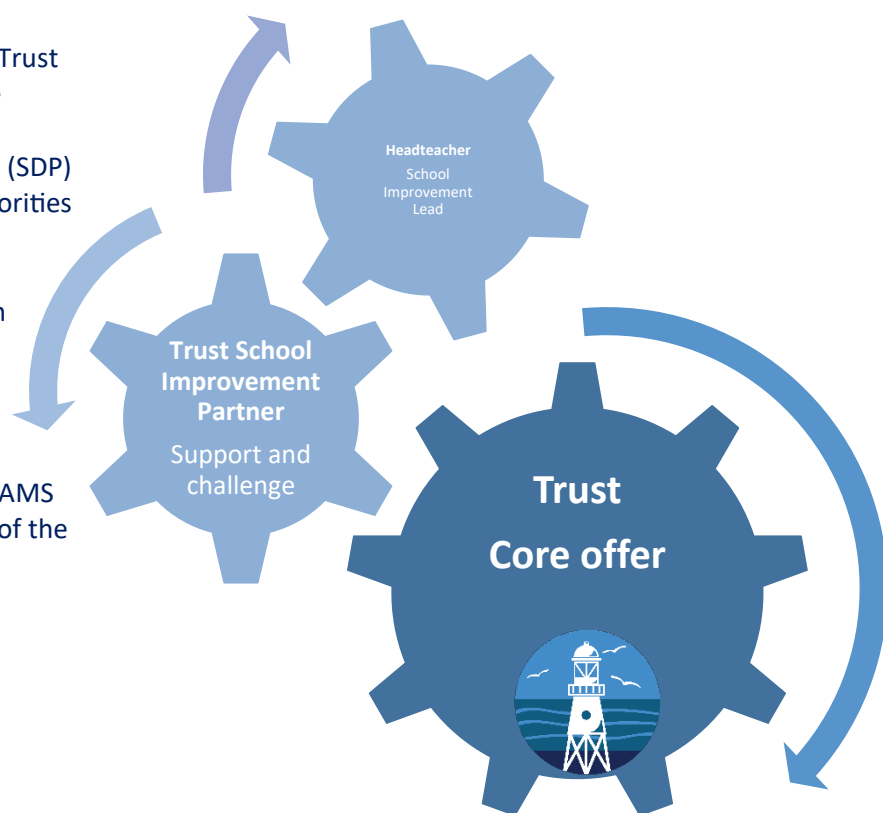 Trust
(SDP)
orities
AMS
of the
Headteacher
School
Improvement
Lead
Trust School
Improvement
Partner
Support and
challenge
Trust
Core offer